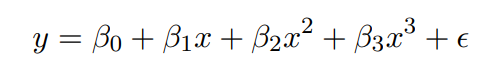 y = β₀ + β₁x + β₂x² + β₃x³ + ϵ